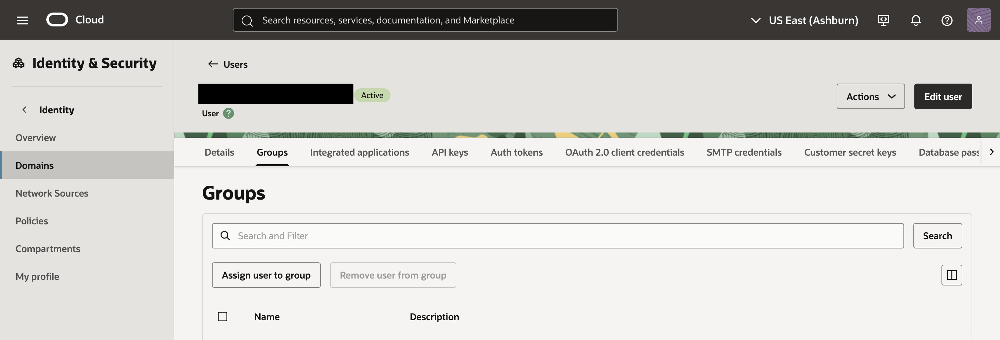 Cloud
Search resources, services, documentation, and Marketplace
US East (Ashburn)
Identity & Security
Identity
Overview
Domains
Network Sources
Policies
Compartments
My profile
Users
Active
User ?
Actions
Edit user
Details Groups Integrated applications API keys Auth tokens OAuth 2.0 client credentials SMTP credentials Customer secret keys Database pass
Groups
Search and Filter
Search
Assign user to group
Remove user from group
Name Description